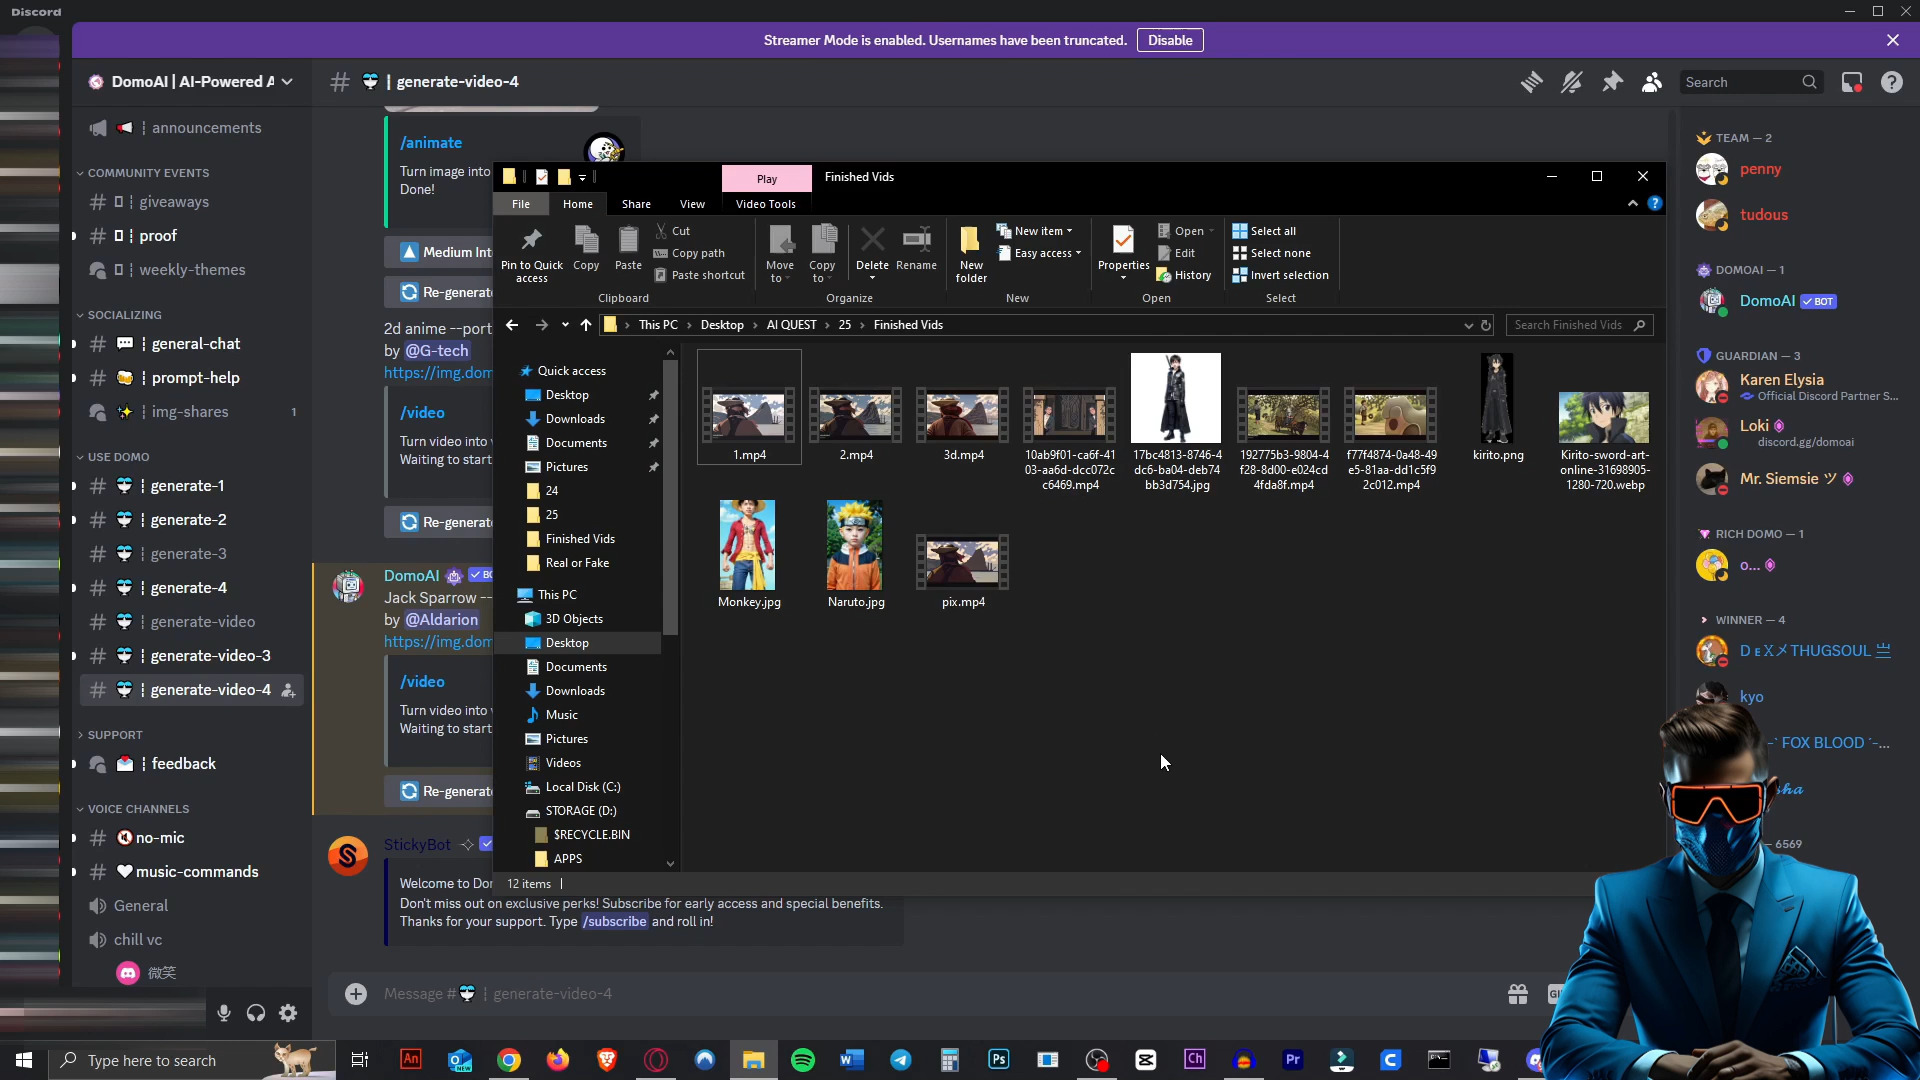 Discord
Streamer Mode is enabled. Usernames have been truncated. Disable
DomoAI | AI-Powered A
announcements
COMMUNITY EVENTS
giveaways
proof
weekly-themes
SOCIALIZING
general-chat
prompt-help
img-shares 1
USE DOMO
generate-1
generate-2
generate-3
generate-4
generate-video
generate-video-3
generate-video-4
SUPPORT
feedback
VOICE CHANNELS
no-mic
music-commands
General
chill vc
微笑
# | generate-video-4
Search
/animate
Turn image into
Done!
Medium Int
Re-generate
2d anime --port
by @G-tech
https://img.dom
/video
Turn video into
Waiting to start
Re-generate
DomoAI
Jack Sparrow --
by @Aldarion
https://img.dom
/video
Turn video into
Waiting to start
Re-generate
StickyBot
Welcome to Dom
Don't miss out on exclusive perks! Subscribe for early access and special benefits.
Thanks for your support. Type /subscribe and roll in!
Message # | generate-video-4
Play
Finished Vids
File
Home
Share
View
Video Tools
Pin to Quick access
Copy
Paste
Cut
Copy path
Paste shortcut
Clipboard
Move to
Copy to
Delete
Rename
Organize
New folder
New item
Easy access
New
Properties
Open
Edit
History
Open
Select all
Select none
Invert selection
Select
This PC > Desktop > AI QUEST > 25 > Finished Vids
Search Finished Vids
Quick access
Desktop
Downloads
Documents
Pictures
24
25
Finished Vids
Real or Fake
This PC
3D Objects
Desktop
Documents
Downloads
Music
Pictures
Videos
Local Disk (C:)
STORAGE (D:)
$RECYCLE.BIN
APPS
1.mp4
2.mp4
3d.mp4
10ab9f01-ca6f-41
03-aa6d-dcc072c
c6469.mp4
17bc4813-8746-4
dc6-ba04-deb74
bb3d754.jpg
192775b3-9804-4
f28-8d00-e024cd
4fda8f.mp4
f77f4874-0a48-49
e5-81aa-dd1c5f9
2c012.mp4
kirito.png
Kirito-sword-art-
online-31698905-
1280-720.webp
Monkey.jpg
Naruto.jpg
pix.mp4
12 items
TEAM — 2
penny
tudous
DOMOAI — 1
DomoAI BOT
GUARDIAN — 3
Karen Elysia
Official Discord Partner S...
Loki
discord.gg/domoai
Mr. Siemsie ツ
RICH DOMO — 1
o...
WINNER — 4
D ᴇ X メ THUGSOUL 亗
kyo
-` FOX BLOOD ´-...
— 6569
Type here to search